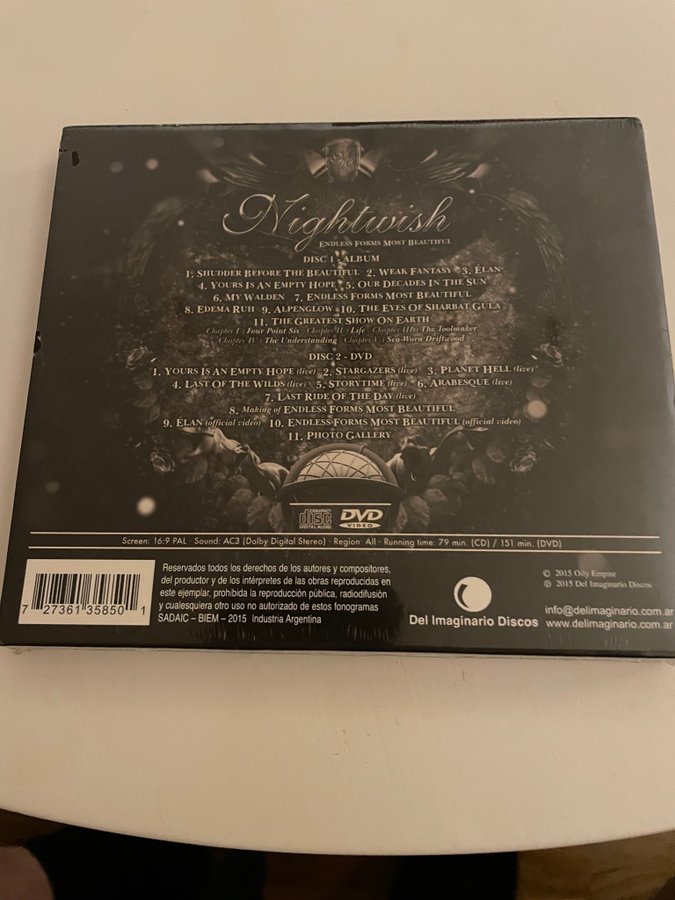 Nightwish
ENDLESS FORMS MOST BEAUTIFUL
DISC 1 - ALBUM
1. SHUDDER BEFORE THE BEAUTIFUL 2. WEAK FANTASY 3. ÉLAN
4. YOURS IS AN EMPTY HOPE 5. OUR DECADES IN THE SUN
6. MY WALDEN 7. ENDLESS FORMS MOST BEAUTIFUL
8. EDEMA RUH 9. ALPENGLOW 10. THE EYES OF SHARBAT GULA
11. THE GREATEST SHOW ON EARTH
Chapter I : Four Point Six · Chapter II : Life · Chapter III : The Toolmaker
Chapter IV : The Understanding · Chapter V : Sea-Worn Driftwood
DISC 2 - DVD
1. YOURS IS AN EMPTY HOPE (live) 2. STARGAZERS (live) 3. PLANET HELL (live)
4. LAST OF THE WILDS (live) 5. STORYTIME (live) 6. ARABESQUE (live)
7. LAST RIDE OF THE DAY (live)
8. Making of ENDLESS FORMS MOST BEAUTIFUL
9. ÉLAN (official video) 10. ENDLESS FORMS MOST BEAUTIFUL (official video)
11. PHOTO GALLERY
COMPACT disc DIGITAL AUDIO DVD VIDEO
Screen: 16:9 PAL · Sound: AC3 (Dolby Digital Stereo) · Region: All · Running time: 79 min. (CD) / 151 min. (DVD)
7 27361 35850 1
Reservados todos los derechos de los autores y compositores,
del productor y de los intérpretes de las obras reproducidas en
este ejemplar, prohibida la reproducción pública, radiodifusión
y cualesquiera otro uso no autorizado de estos fonogramas
SADAIC – BIEM – 2015 Industria Argentina
Del Imaginario Discos
© 2015 Oily Empire
℗ 2015 Del Imaginario Discos
info@delimaginario.com.ar
www.delimaginario.com.ar